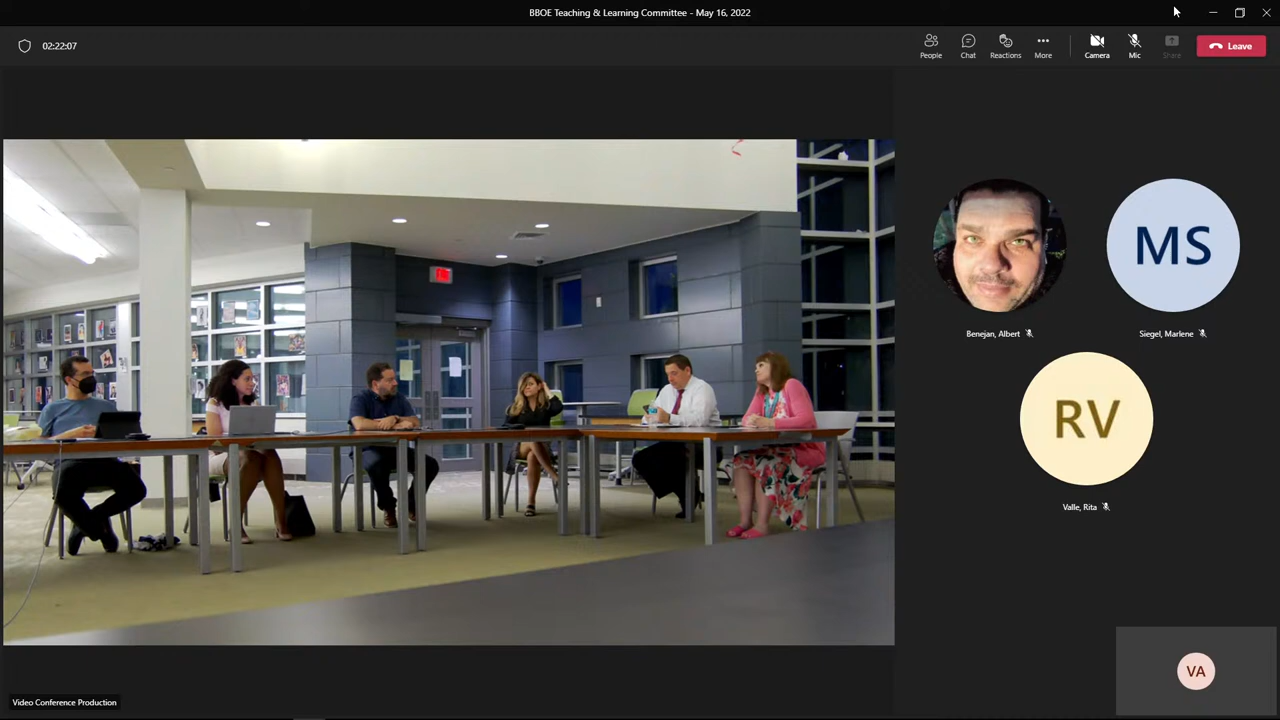 BBOE Teaching & Learning Committee - May 16, 2022
02:22:07
People
Chat
Reactions
More
Camera
Mic
Share
Leave
MS
Benejan, Albert
Siegel, Marlene
RV
Valle, Rita
VA
Video Conference Production